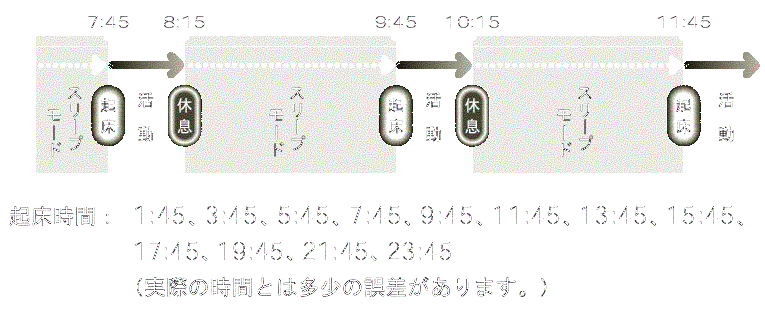 7:45 8:15 9:45 10:15 11:45
スリープモード 起床 活動 休息 スリープモード 起床 活動 休息 スリープモード 起床 活動
起床時間： 1:45、3:45、5:45、7:45、9:45、11:45、13:45、15:45、
17:45、19:45、21:45、23:45
（実際の時間とは多少の誤差があります。）